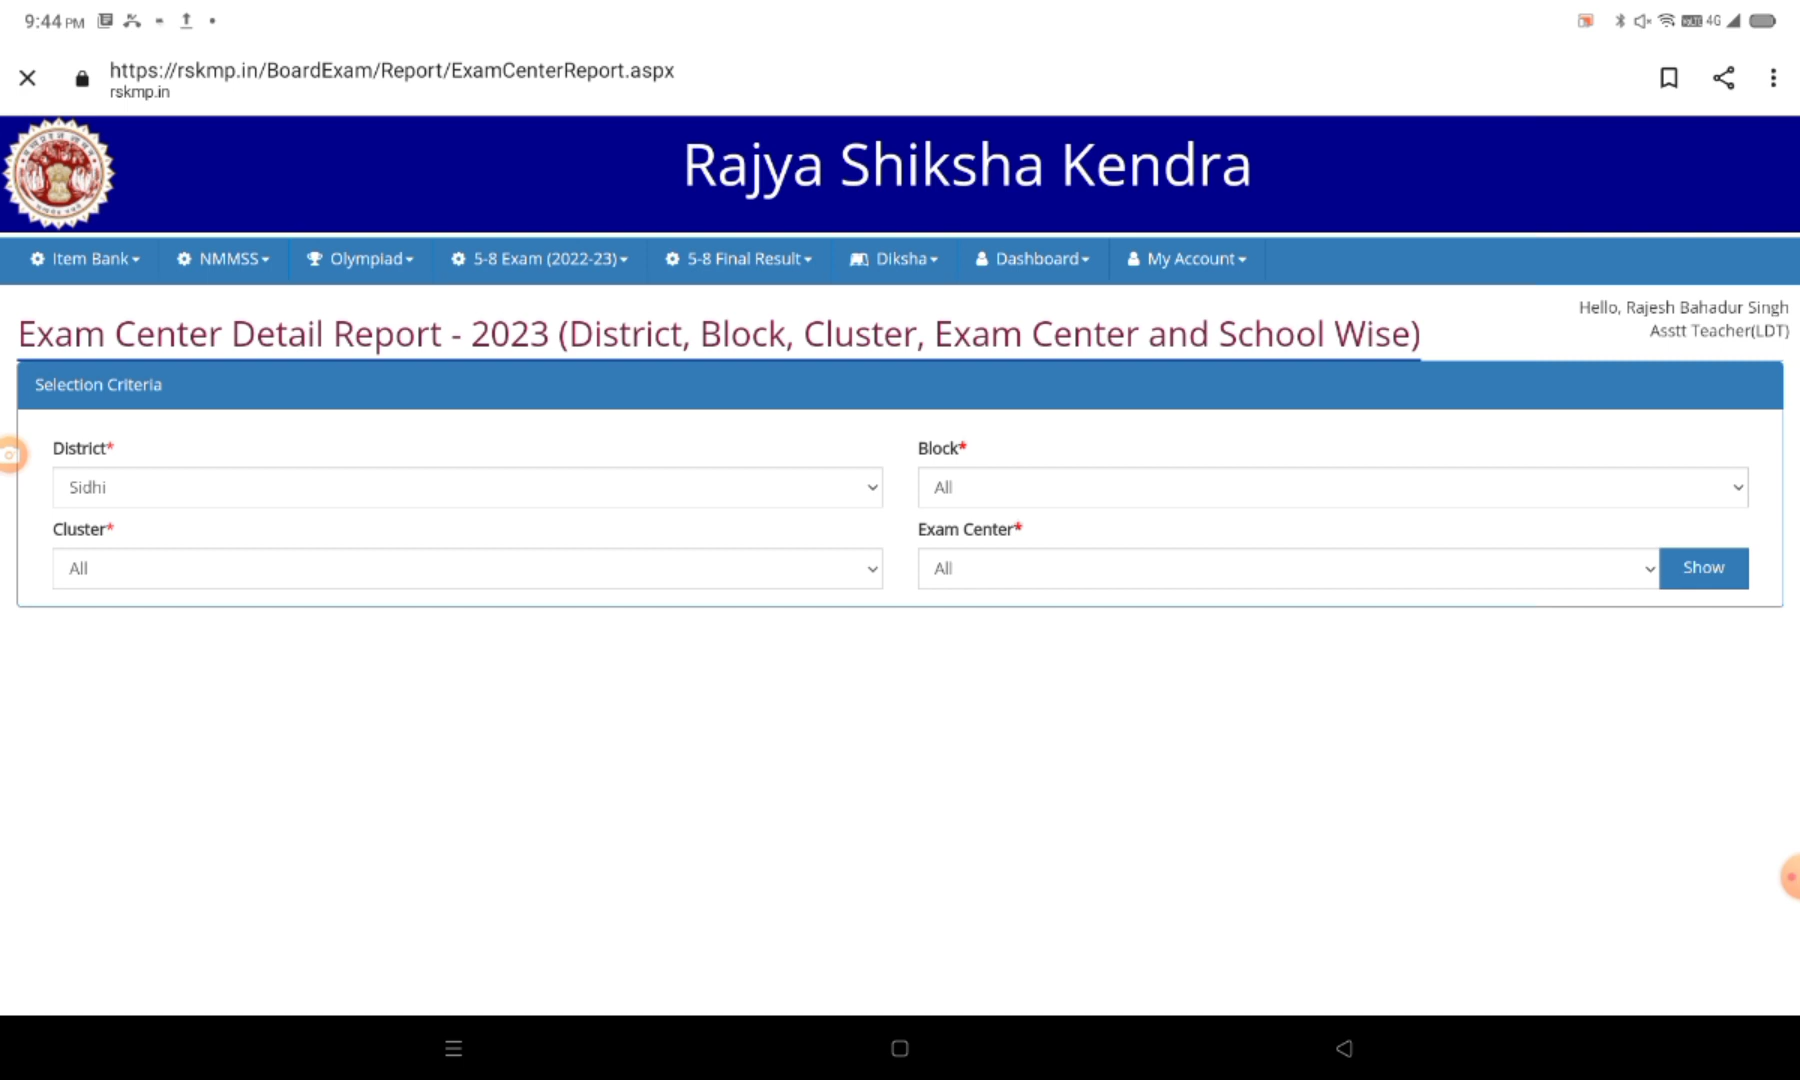 9:44 PM
4G
https://rskmp.in/BoardExam/Report/ExamCenterReport.aspx
rskmp.in
Rajya Shiksha Kendra
Item Bank NMMSS Olympiad 5-8 Exam (2022-23) 5-8 Final Result Diksha Dashboard My Account
Hello, Rajesh Bahadur Singh
Asstt Teacher(LDT)
Exam Center Detail Report - 2023 (District, Block, Cluster, Exam Center and School Wise)
Selection Criteria
District* Block*
Sidhi All
Cluster* Exam Center*
All All Show